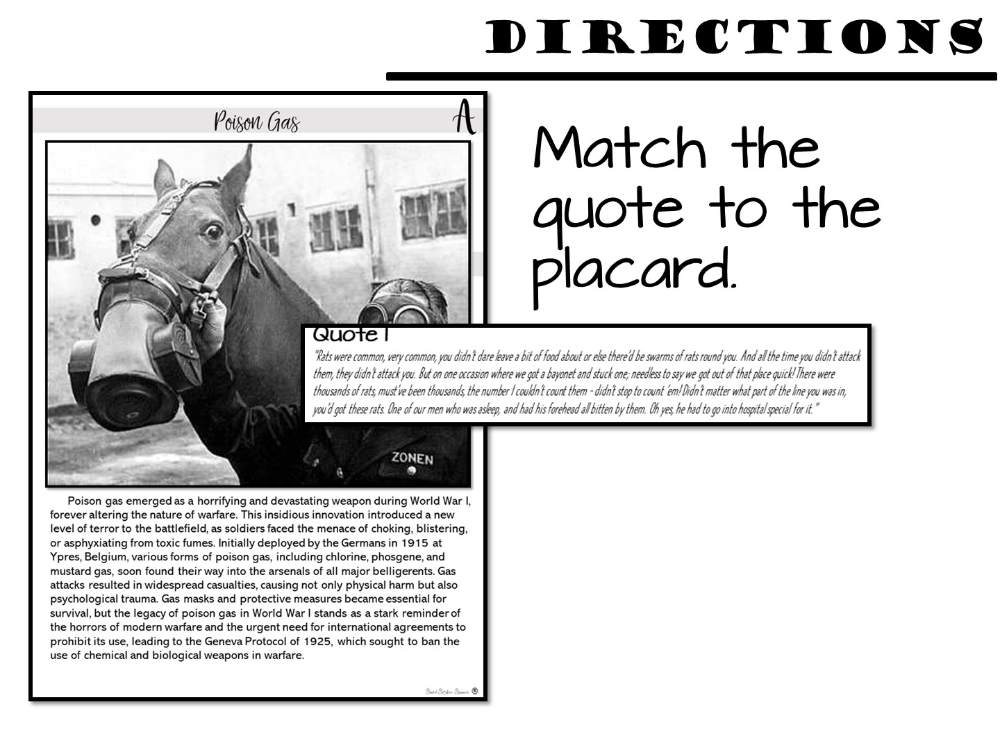 DIRECTIONS
Poison Gas
A
Match the
quote to the
placard.
Quote 1
"Rats were common, very common, you didn't dare leave a bit of food about or else there'd be swarms of rats round you. And all the time you didn't attack
them, they didn't attack you. But on one occasion where we got a bayonet and stuck one; needless to say we got out of that place quick! There were
thousands of rats, must've been thousands, the number I couldn't count them - didn't stop to count 'em! Didn't matter what part of the line you was in,
you'd got these rats. One of our men who was asleep, and had his forehead all bitten by them. Oh yes, he had to go into hospital special for it."
ZONEN
Poison gas emerged as a horrifying and devastating weapon during World War I,
forever altering the nature of warfare. This insidious innovation introduced a new
level of terror to the battlefield, as soldiers faced the menace of choking, blistering,
or asphyxiating from toxic fumes. Initially deployed by the Germans in 1915 at
Ypres, Belgium, various forms of poison gas, including chlorine, phosgene, and
mustard gas, soon found their way into the arsenals of all major belligerents. Gas
attacks resulted in widespread casualties, causing not only physical harm but also
psychological trauma. Gas masks and protective measures became essential for
survival, but the legacy of poison gas in World War I stands as a stark reminder of
the horrors of modern warfare and the urgent need for international agreements to
prohibit its use, leading to the Geneva Protocol of 1925, which sought to ban the
use of chemical and biological weapons in warfare.
®